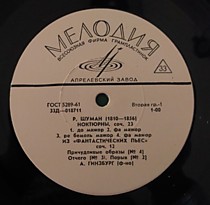 МЕЛОДИЯ
ВСЕСОЮЗНАЯ ФИРМА ГРАМПЛАСТИНОК
АПРЕЛЕВСКИЙ ЗАВОД
33
ГОСТ 5289-61
Вторая гр.-1
33Д—018711
1-00
Р. ШУМАН (1810—1856)
НОКТЮРНЫ, соч. 23
1. до мажор 2. фа мажор
3. ре бемоль мажор 4. фа мажор
ИЗ «ФАНТАСТИЧЕСКИХ ПЬЕС»
соч. 12
Причудливые образы [№ 4]
Отчего [№ 3] Порыв [№ 2]
А. ГИНЗБУРГ (ф-но)